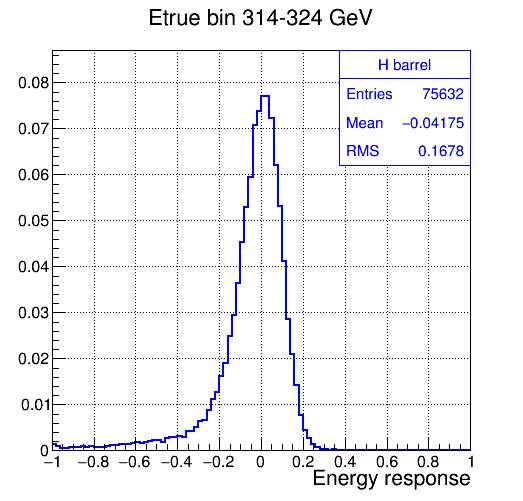 Etrue bin 314-324 GeV
H barrel
Entries 75632
Mean −0.04175
RMS 0.1678
0.08
0.07
0.06
0.05
0.04
0.03
0.02
0.01
0
−1 −0.8 −0.6 −0.4 −0.2 0 0.2 0.4 0.6 0.8 1
Energy response